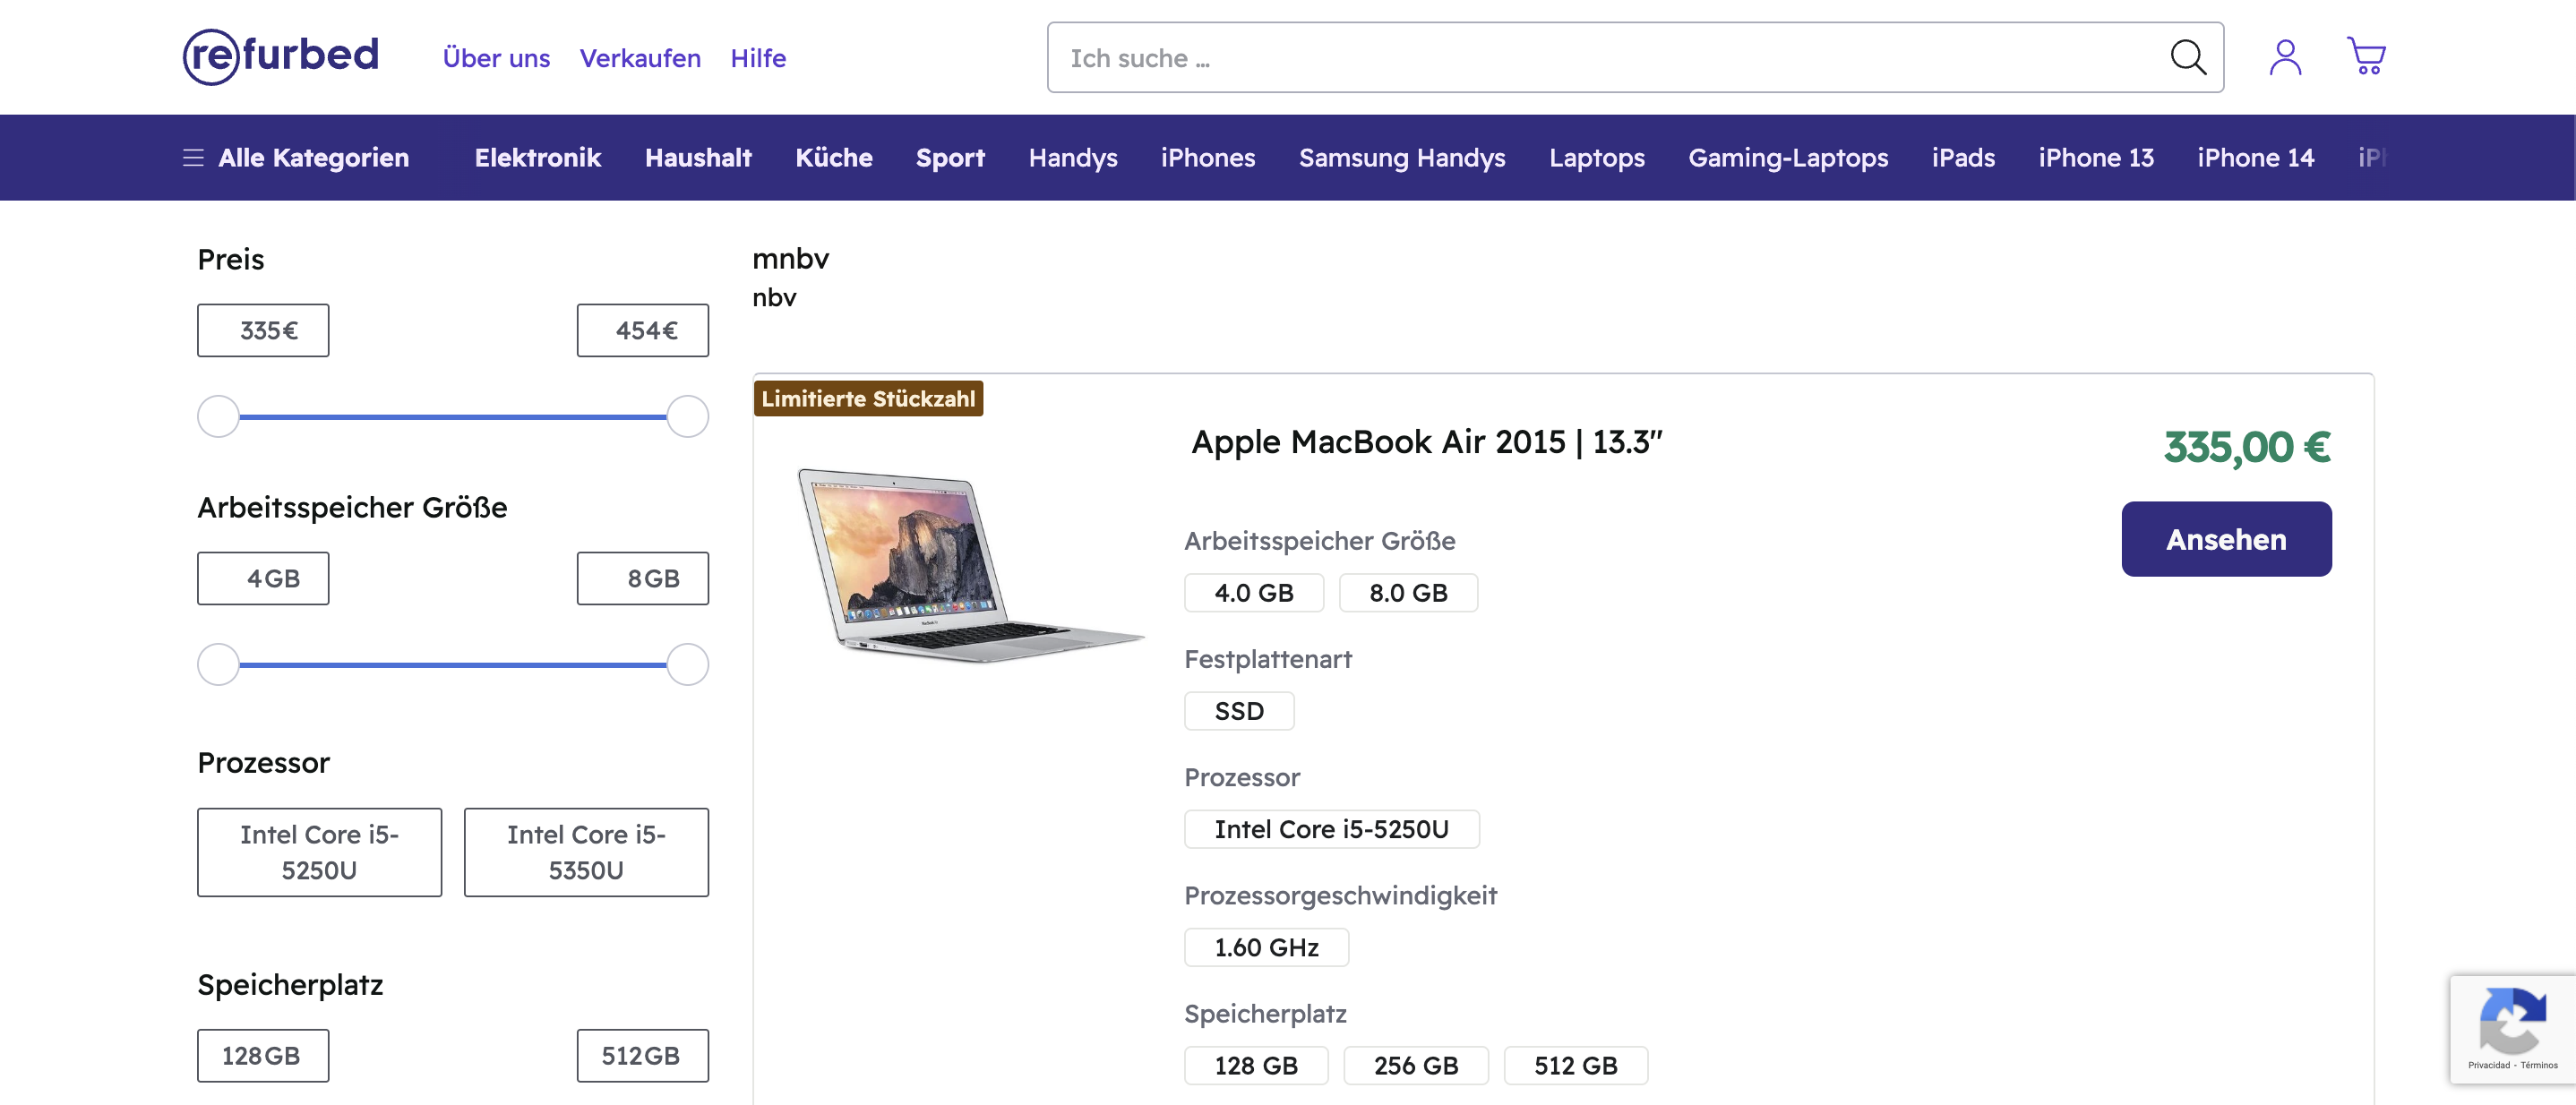 refurbed
Über uns Verkaufen Hilfe
Ich suche ...
Alle Kategorien Elektronik Haushalt Küche Sport Handys iPhones Samsung Handys Laptops Gaming-Laptops iPads iPhone 13 iPhone 14
Preis
335€ 454€
Arbeitsspeicher Größe
4GB 8GB
Prozessor
Intel Core i5-
5250U
Intel Core i5-
5350U
Speicherplatz
128GB 512GB
mnbv
nbv
Limitierte Stückzahl
Apple MacBook Air 2015 | 13.3"
335,00 €
Ansehen
Arbeitsspeicher Größe
4.0 GB 8.0 GB
Festplattenart
SSD
Prozessor
Intel Core i5-5250U
Prozessorgeschwindigkeit
1.60 GHz
Speicherplatz
128 GB 256 GB 512 GB
Privacidad - Términos